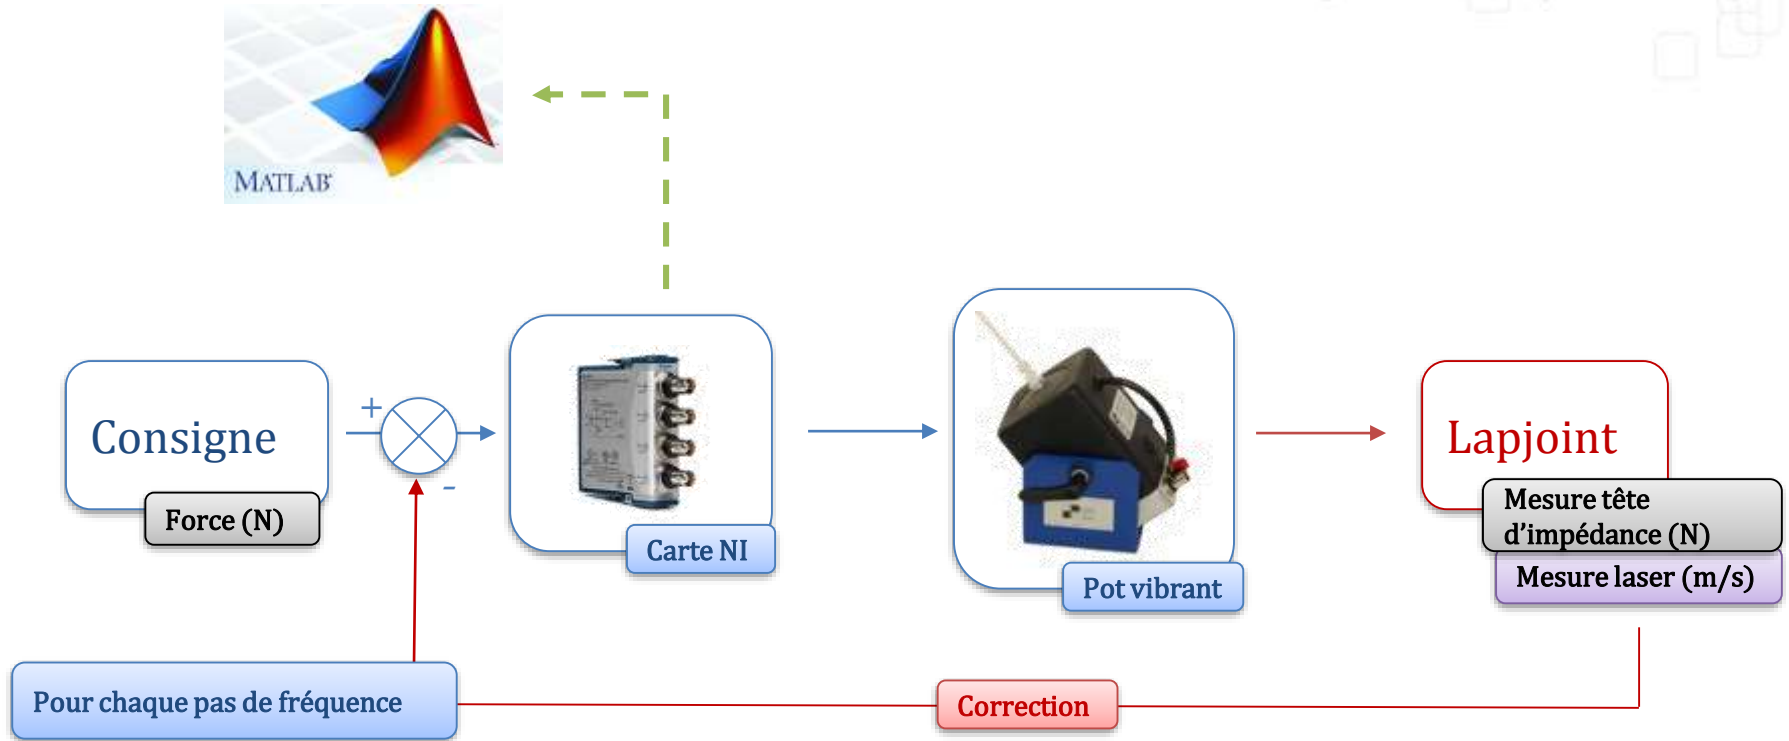 MATLAB®
Consigne
Force (N)
+
-
Carte NI
Pot vibrant
Lapjoint
Mesure tête
d'impédance (N)
Mesure laser (m/s)
Pour chaque pas de fréquence
Correction